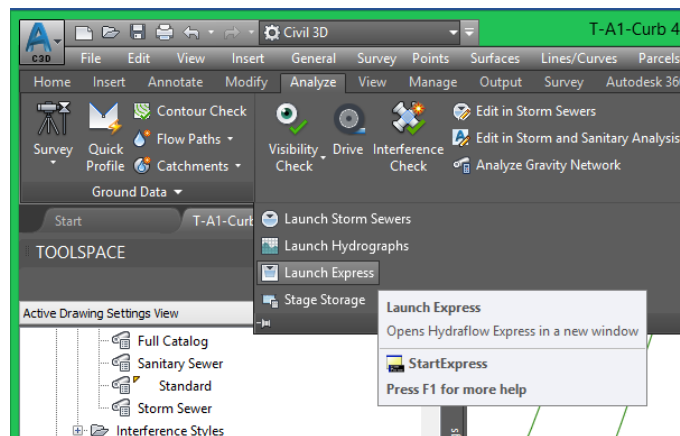 C3D
Civil 3D
T-A1-Curb 4
File Edit View Insert General Survey Points Surfaces Lines/Curves Parcels
Home Insert Annotate Modify Analyze View Manage Output Survey Autodesk 36
Survey
Quick
Profile
Contour Check
Flow Paths
Catchments
Ground Data
Visibility
Check
Drive
Interference
Check
Edit in Storm Sewers
Edit in Storm and Sanitary Analysis
Analyze Gravity Network
Launch Storm Sewers
Launch Hydrographs
Launch Express
Stage Storage
Launch Express
Opens Hydraflow Express in a new window
StartExpress
Press F1 for more help
Start
T-A1-Curb
TOOLSPACE
Active Drawing Settings View
Full Catalog
Sanitary Sewer
Standard
Storm Sewer
Interference Styles